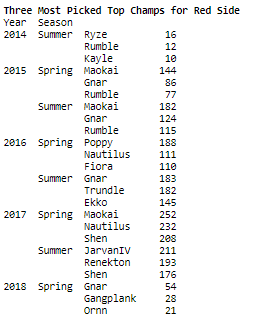 Three Most Picked Top Champs for Red Side
Year Season
2014 Summer Ryze 16
Rumble 12
Kayle 10
2015 Spring Maokai 144
Gnar 86
Rumble 77
Summer Maokai 182
Gnar 124
Rumble 115
2016 Spring Poppy 188
Nautilus 111
Fiora 110
Summer Gnar 183
Trundle 182
Ekko 145
2017 Spring Maokai 252
Nautilus 232
Shen 208
Summer JarvanIV 211
Renekton 193
Shen 176
2018 Spring Gnar 54
Gangplank 28
Ornn 21